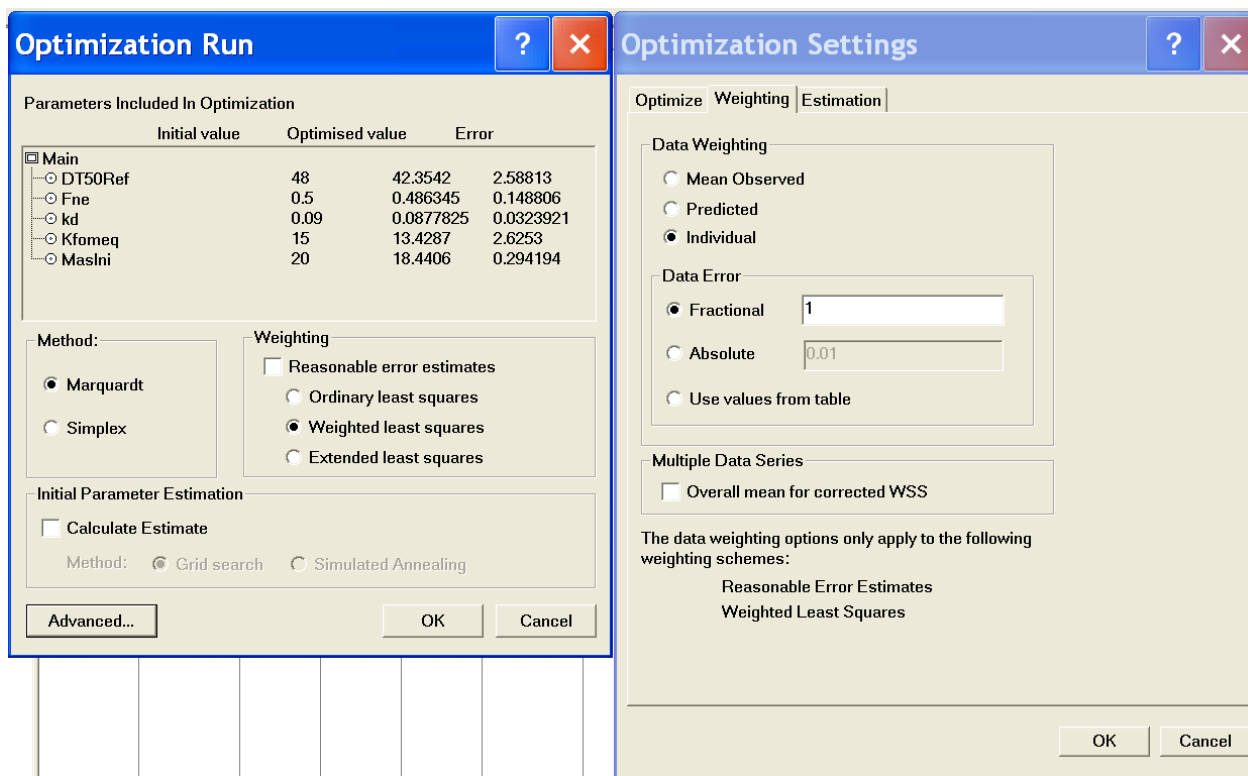 Optimization Run
Parameters Included In Optimization
Initial value Optimised value Error
Main
DT50Ref 48 42.3542 2.58813
Fne 0.5 0.486345 0.148806
kd 0.09 0.0877825 0.0323921
Kfomeq 15 13.4287 2.6253
MasIni 20 18.4406 0.294194
Method:
Marquardt
Simplex
Weighting
Reasonable error estimates
Ordinary least squares
Weighted least squares
Extended least squares
Initial Parameter Estimation
Calculate Estimate
Method: Grid search Simulated Annealing
Advanced... OK Cancel
Optimization Settings
Optimize Weighting Estimation
Data Weighting
Mean Observed
Predicted
Individual
Data Error
Fractional 1
Absolute 0.01
Use values from table
Multiple Data Series
Overall mean for corrected WSS
The data weighting options only apply to the following
weighting schemes:
Reasonable Error Estimates
Weighted Least Squares
OK Cancel